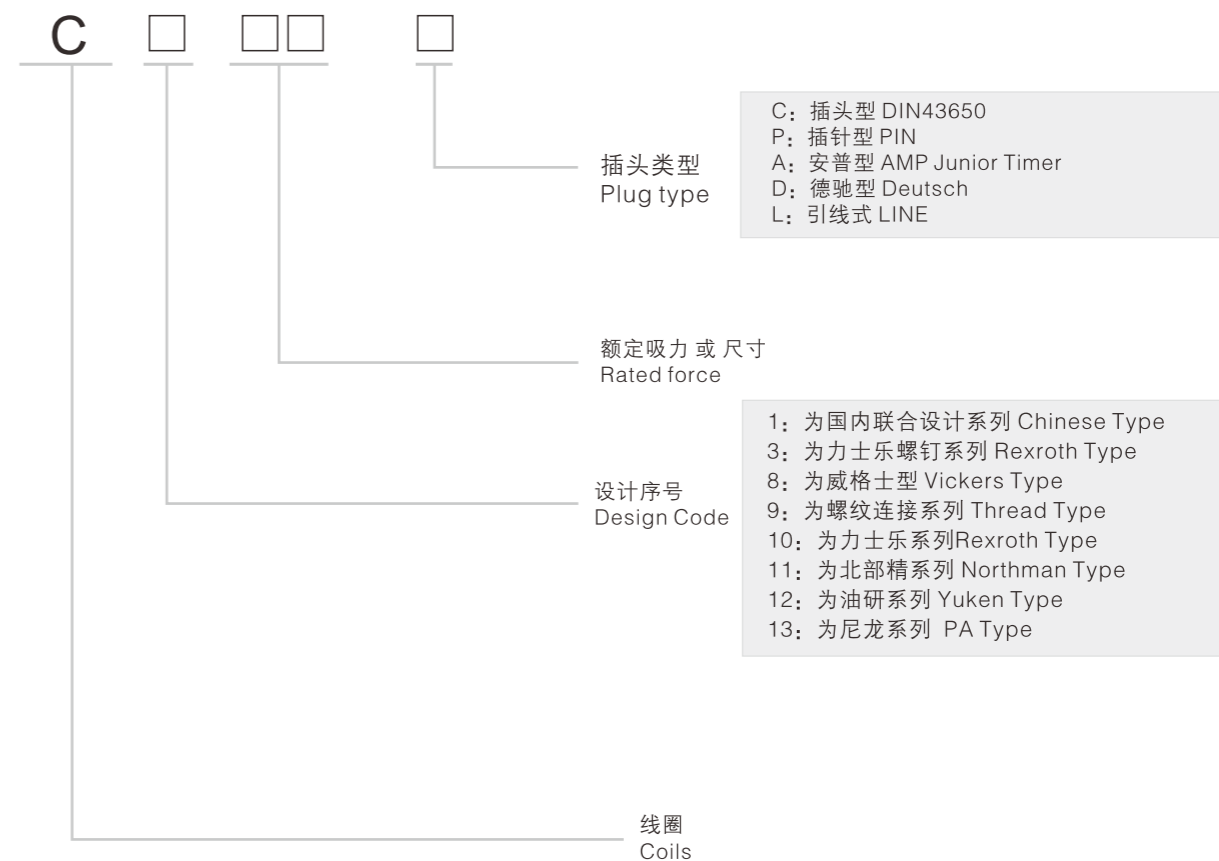 C □ □□ □
插头类型
Plug type
C：插头型 DIN43650
P：插针型 PIN
A：安普型 AMP Junior Timer
D：德驰型 Deutsch
L：引线式 LINE
额定吸力 或 尺寸
Rated force
设计序号
Design Code
1：为国内联合设计系列 Chinese Type
3：为力士乐螺钉系列 Rexroth Type
8：为威格士型 Vickers Type
9：为螺纹连接系列 Thread Type
10：为力士乐系列Rexroth Type
11：为北部精系列 Northman Type
12：为油研系列 Yuken Type
13：为尼龙系列 PA Type
线圈
Coils